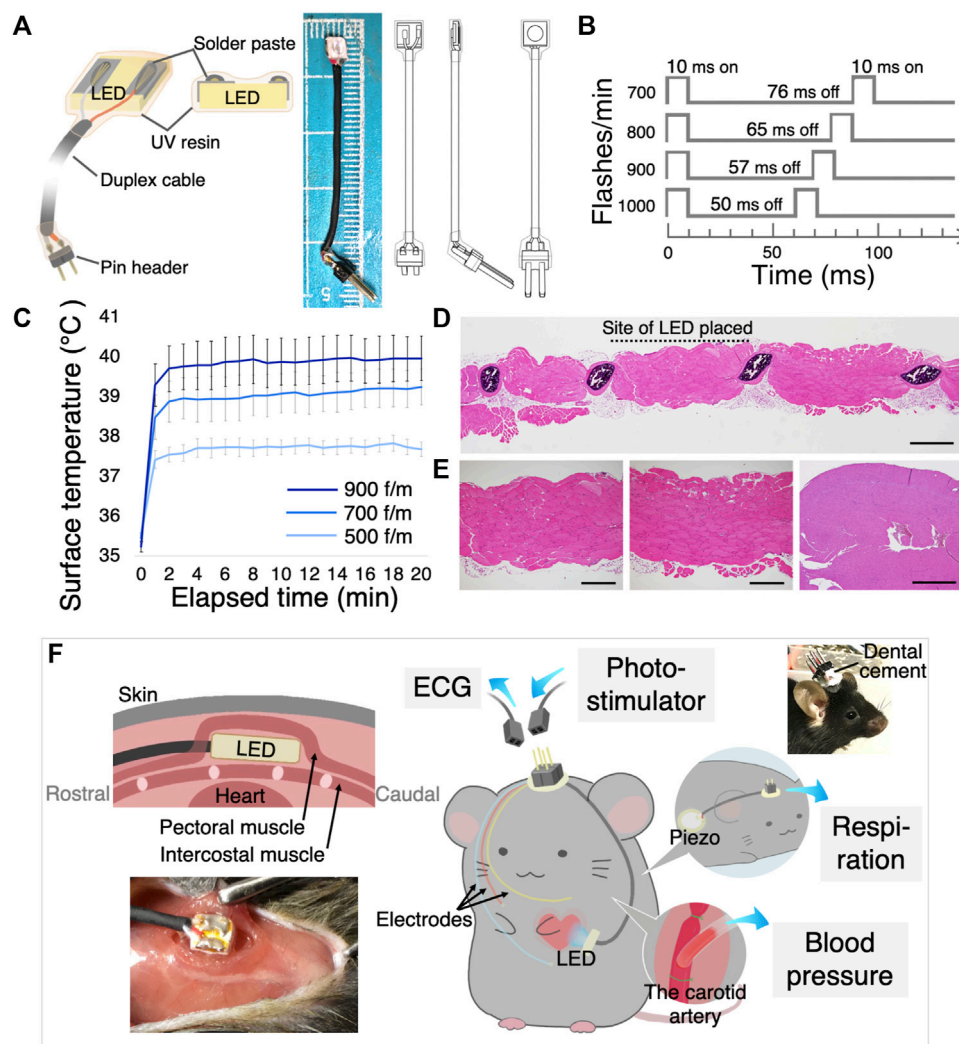 A
Solder paste
LED
LED
UV resin
Duplex cable
Pin header
5
B
Flashes/min
10 ms on
10 ms on
700
76 ms off
800
65 ms off
900
57 ms off
1000
50 ms off
0
50
100
Time (ms)
C
Surface temperature (°C)
41
40
39
38
37
36
35
900 f/m
700 f/m
500 f/m
0 2 4 6 8 10 12 14 16 18 20
Elapsed time (min)
D
Site of LED placed
E
F
Skin
LED
Rostral
Heart
Caudal
Pectoral muscle
Intercostal muscle
ECG
Photo-
stimulator
Dental
cement
Piezo
Respi-
ration
Electrodes
LED
The carotid
artery
Blood
pressure